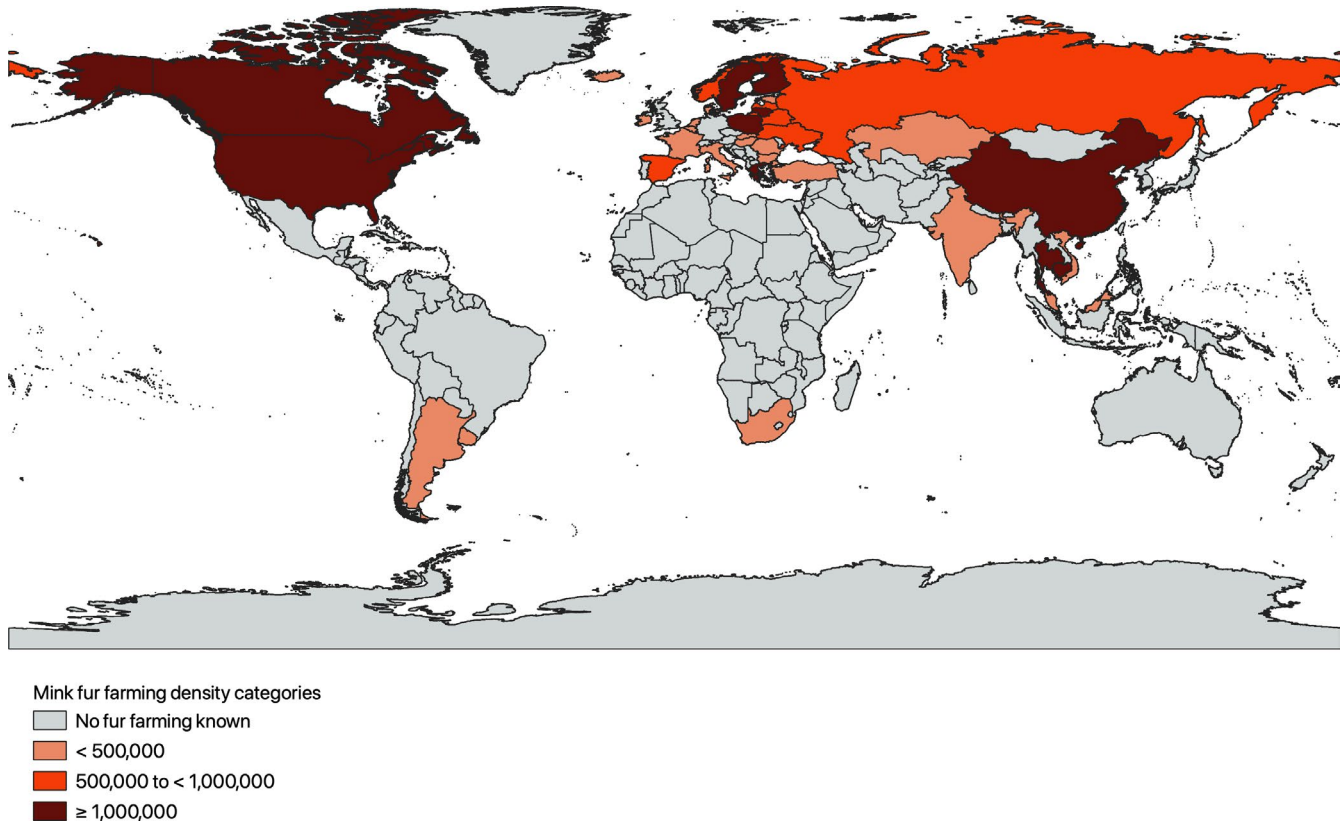 Mink fur farming density categories
No fur farming known
< 500,000
500,000 to < 1,000,000
≥ 1,000,000